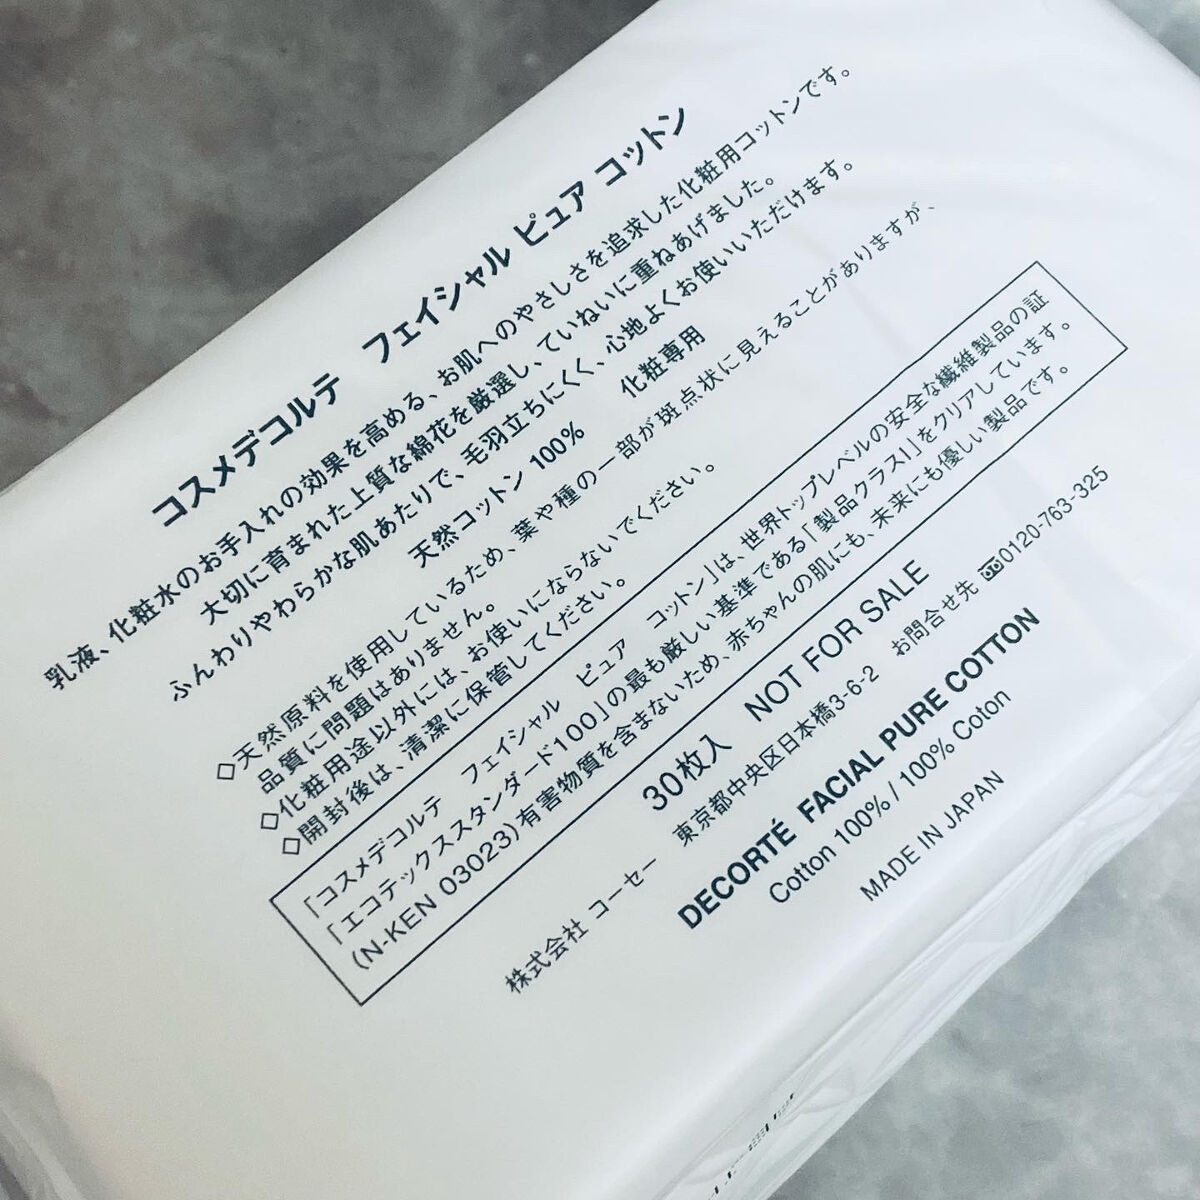 コスメデコルテ フェイシャル ピュア コットン
乳液、化粧水のお手入れの効果を高める、お肌へのやさしさを追求した化粧用コットンです。
大切に育まれた上質な綿花を厳選し、ていねいに重ねあげました。
ふんわりやわらかな肌あたりで、毛羽立ちにくく、心地よくお使いいただけます。
天然コットン 100% 化粧専用
◇天然原料を使用しているため、葉や種の一部が斑点状に見えることがありますが、
品質に問題はありません。
◇化粧用途以外には、お使いにならないでください。
◇開封後は、清潔に保管してください。
「コスメデコルテ フェイシャル ピュア コットン」は、世界トップレベルの安全な繊維製品の証
「エコテックススタンダード100」の最も厳しい基準である「製品クラスI」をクリアしています。
(N-KEN 03023)有害物質を含まないため、赤ちゃんの肌にも、未来にも優しい製品です。
30枚入 NOT FOR SALE
株式会社 コーセー 東京都中央区日本橋3-6-2 お問合せ先 0120-763-325
DECORTÉ FACIAL PURE COTTON
Cotton 100% / 100% Coton
MADE IN JAPAN